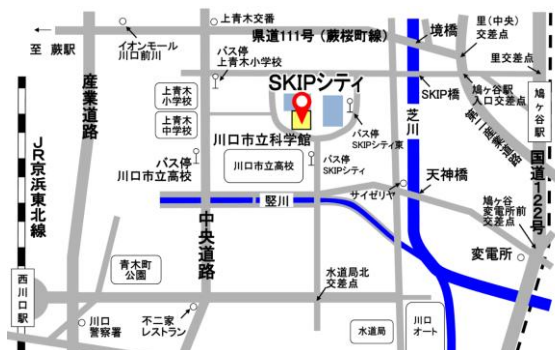 上青木交番
県道111号(蕨桜町線)
境橋
里(中央)
交差点
至 蕨駅
イオンモール
川口前川
バス停
上青木小学校
里交差点
SKIPシティ
SKIP橋
鳩ヶ谷駅
入口交差点
鳩ヶ谷駅
産業道路
上青木
小学校
上青木
中学校
バス停
SKIPシティ東
芝川
第二産業道路
川口市立科学館
JR京浜東北線
バス停
川口市立高校
川口市立高校
バス停
SKIPシティ
国道122号
サイゼリヤ
天神橋
竪川
鳩ヶ谷
変電所前
交差点
中央道路
青木町
公園
変電所
西川口駅
水道局北
交差点
川口
警察署
不二家
レストラン
水道局
川口
オート